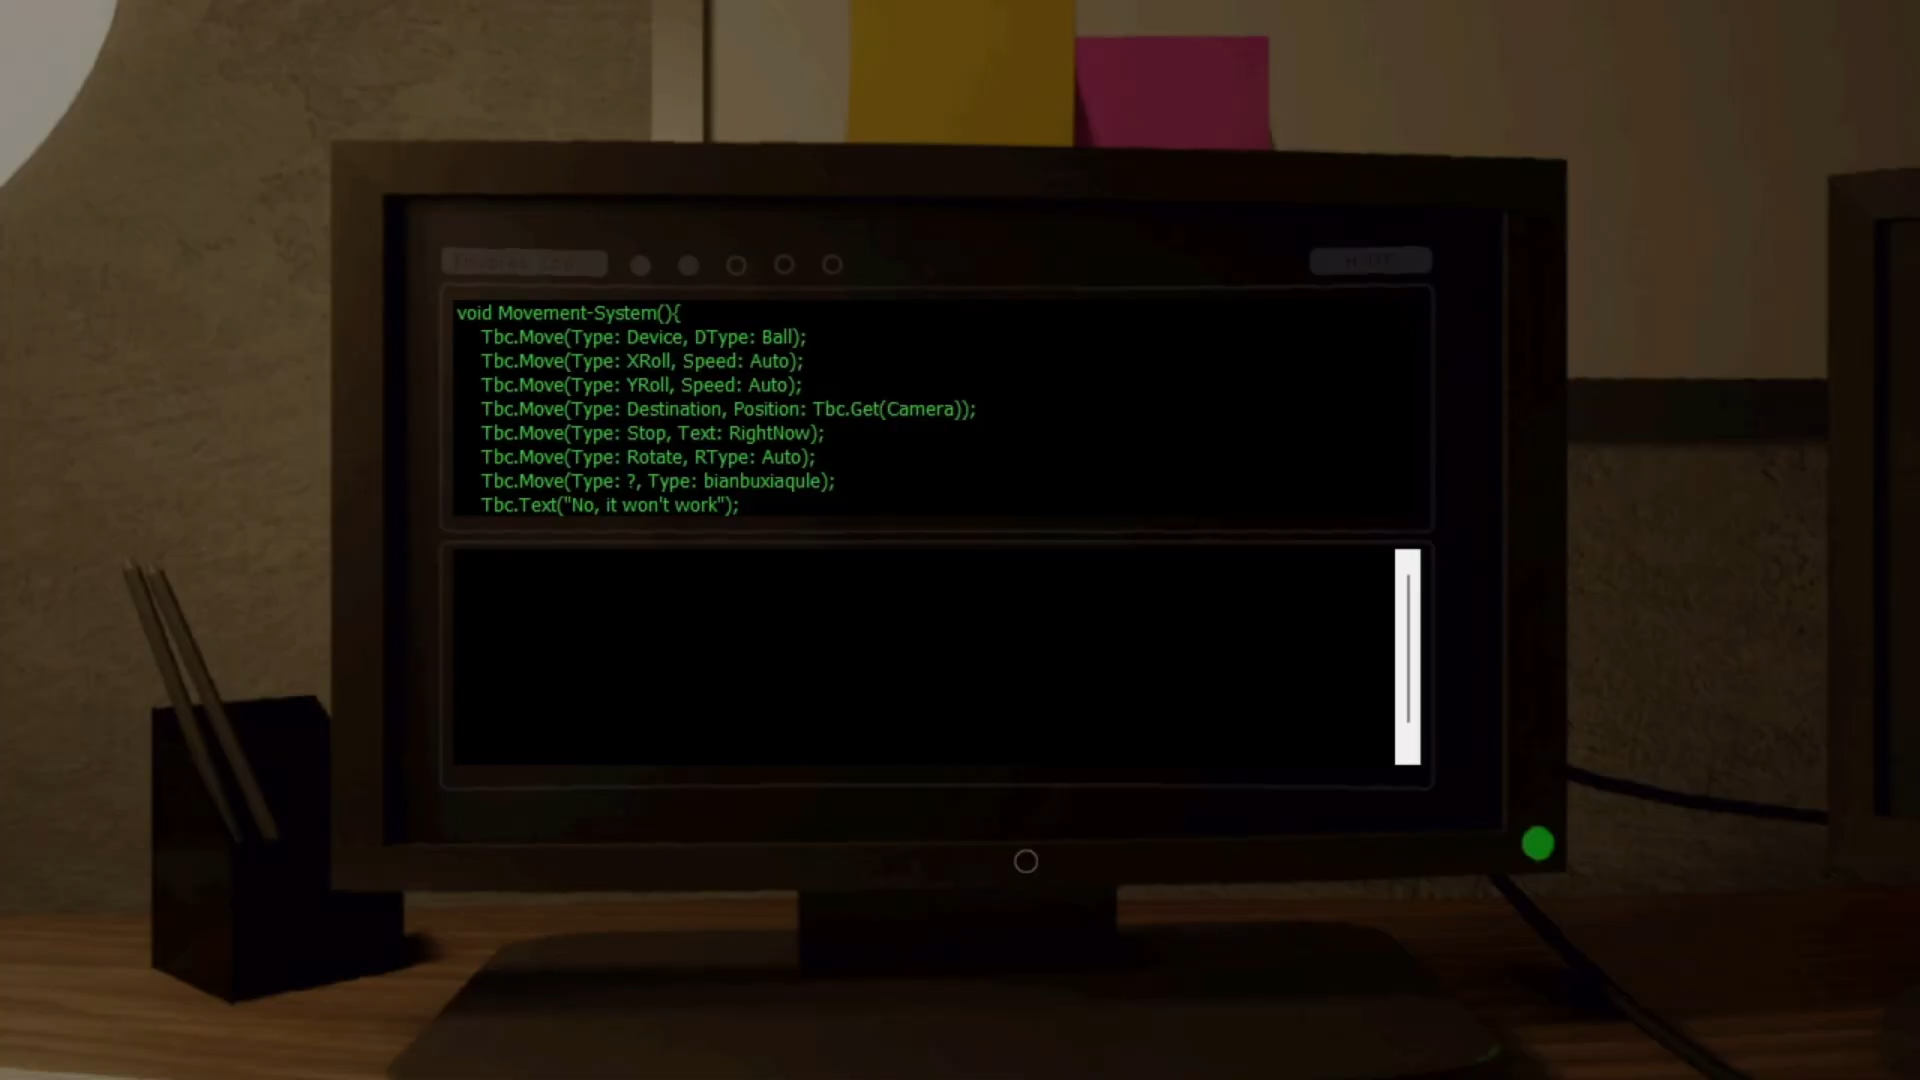 void Movement-System(){
Tbc.Move(Type: Device, DType: Ball);
Tbc.Move(Type: XRoll, Speed: Auto);
Tbc.Move(Type: YRoll, Speed: Auto);
Tbc.Move(Type: Destination, Position: Tbc.Get(Camera));
Tbc.Move(Type: Stop, Text: RightNow);
Tbc.Move(Type: Rotate, RType: Auto);
Tbc.Move(Type: ?, Type: bianbuxiaqule);
Tbc.Text("No, it won't work");